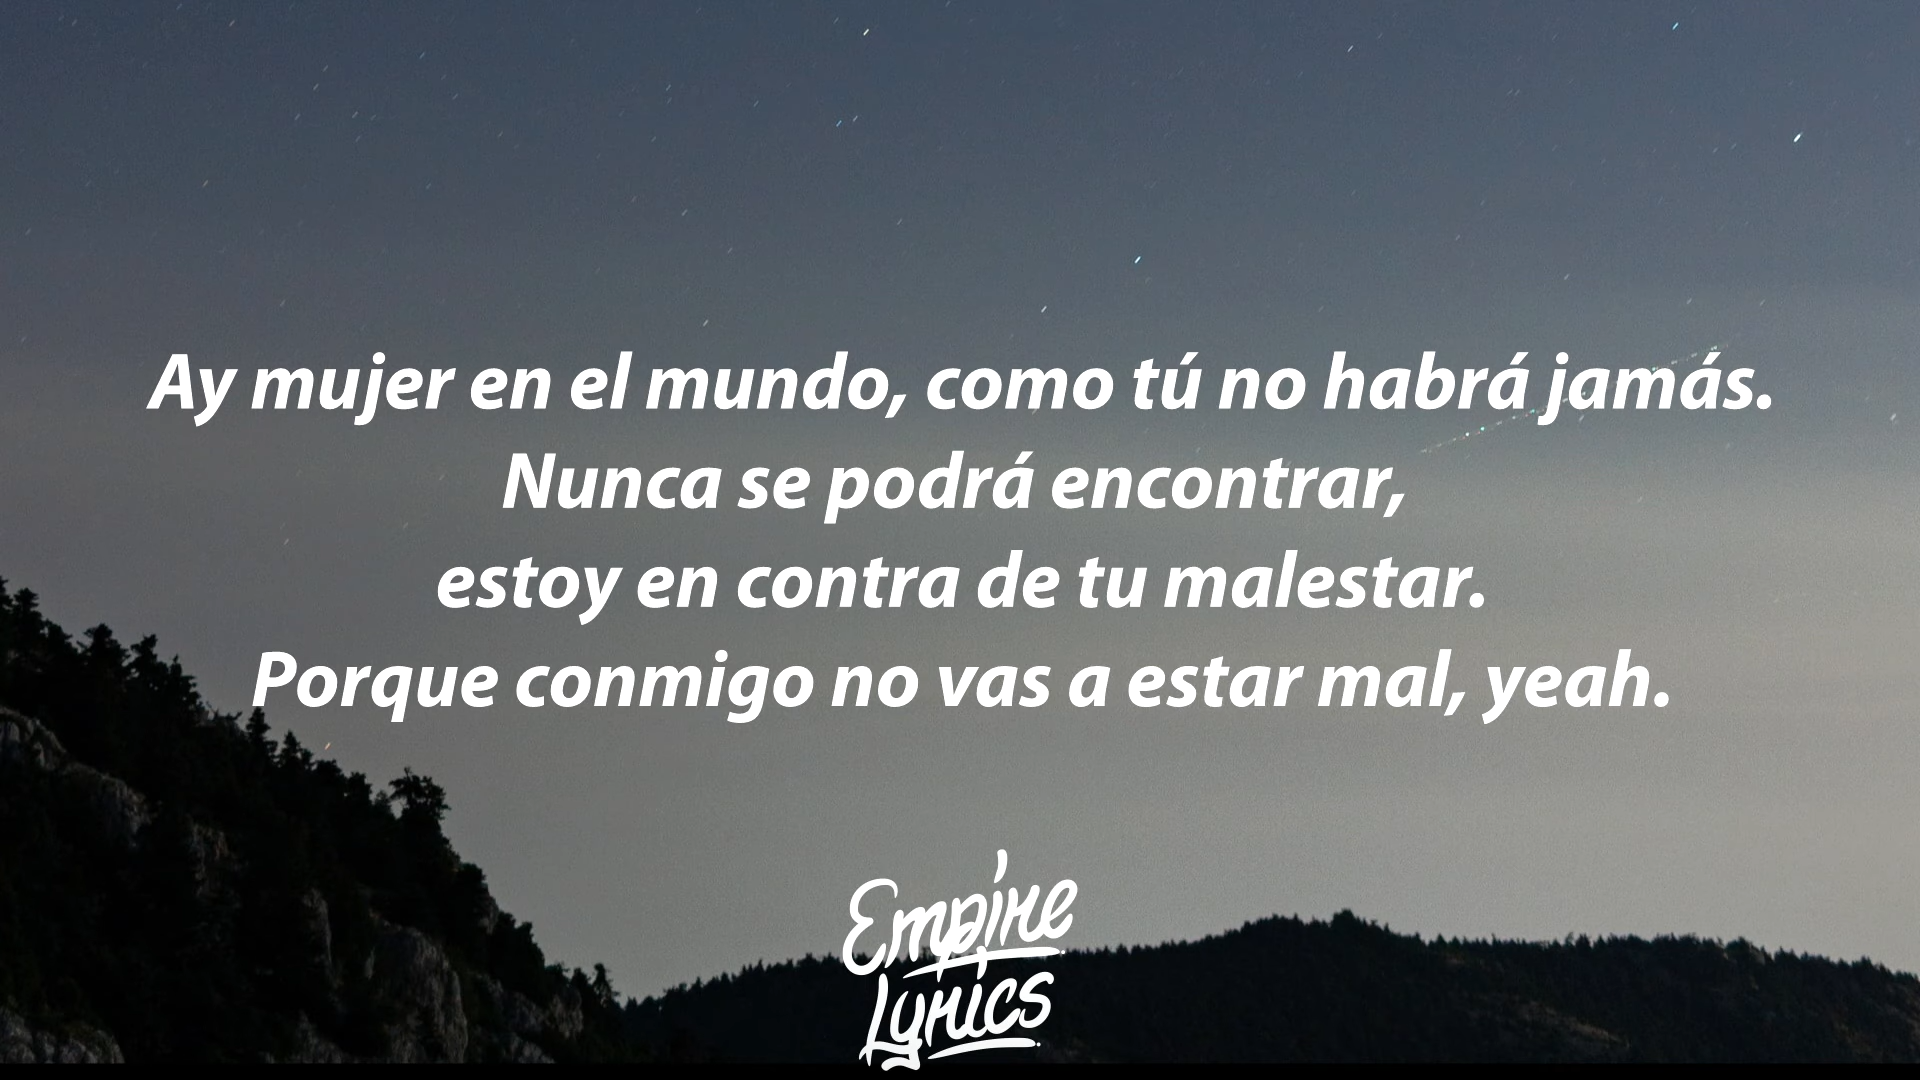 Ay mujer en el mundo, como tú no habrá jamás.
Nunca se podrá encontrar,
estoy en contra de tu malestar.
Porque conmigo no vas a estar mal, yeah.
Empire
Lyrics